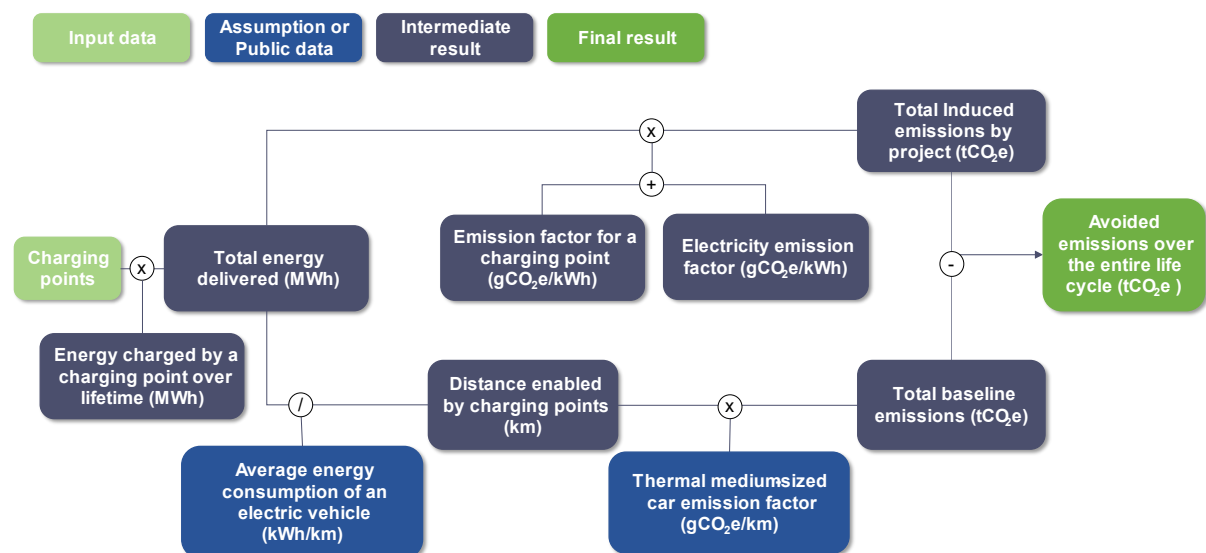 Input data
Assumption or
Public data
Intermediate
result
Final result
Total Induced
emissions by
project (tCO₂e)
x
+
Emission factor for a
charging point
(gCO₂e/kWh)
Electricity emission
factor (gCO₂e/kWh)
Charging
points
x
Total energy
delivered (MWh)
-
Avoided
emissions over
the entire life
cycle (tCO₂e )
Energy charged by a
charging point over
lifetime (MWh)
/
Distance enabled
by charging points
(km)
x
Total baseline
emissions (tCO₂e)
Average energy
consumption of an
electric vehicle
(kWh/km)
Thermal medium-sized
car emission factor
(gCO₂e/km)